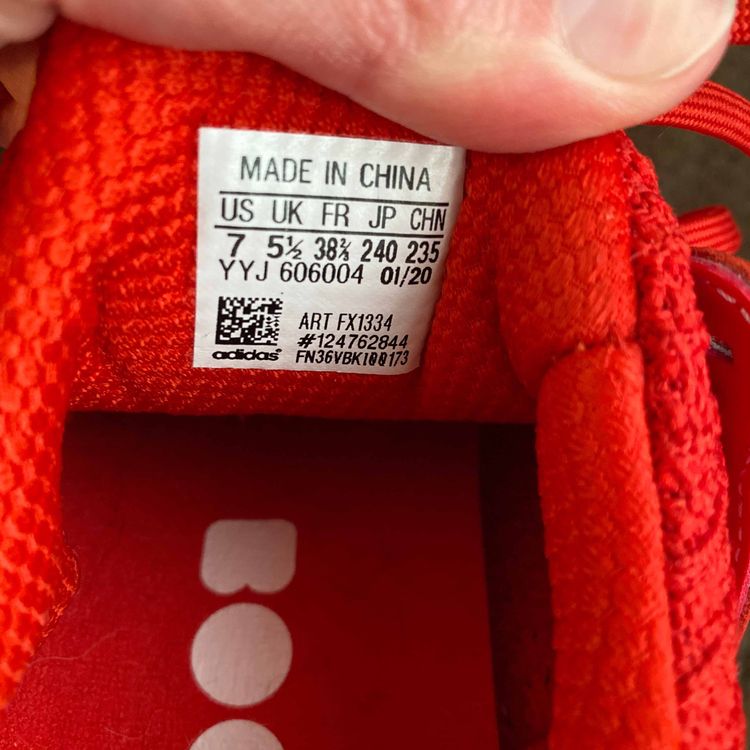 MADE IN CHINA
US UK FR JP CHN
7 5½ 38⅔ 240 235
YYJ 606004 01/20
ART FX1334
#124762844
adidas